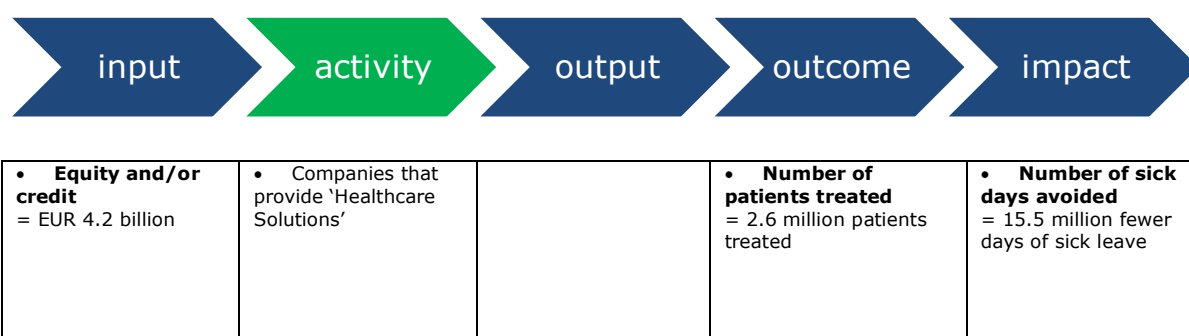 input
activity
output
outcome
impact
• Equity and/or
credit
= EUR 4.2 billion
• Companies that
provide ‘Healthcare
Solutions’
• Number of
patients treated
= 2.6 million patients
treated
• Number of sick
days avoided
= 15.5 million fewer
days of sick leave